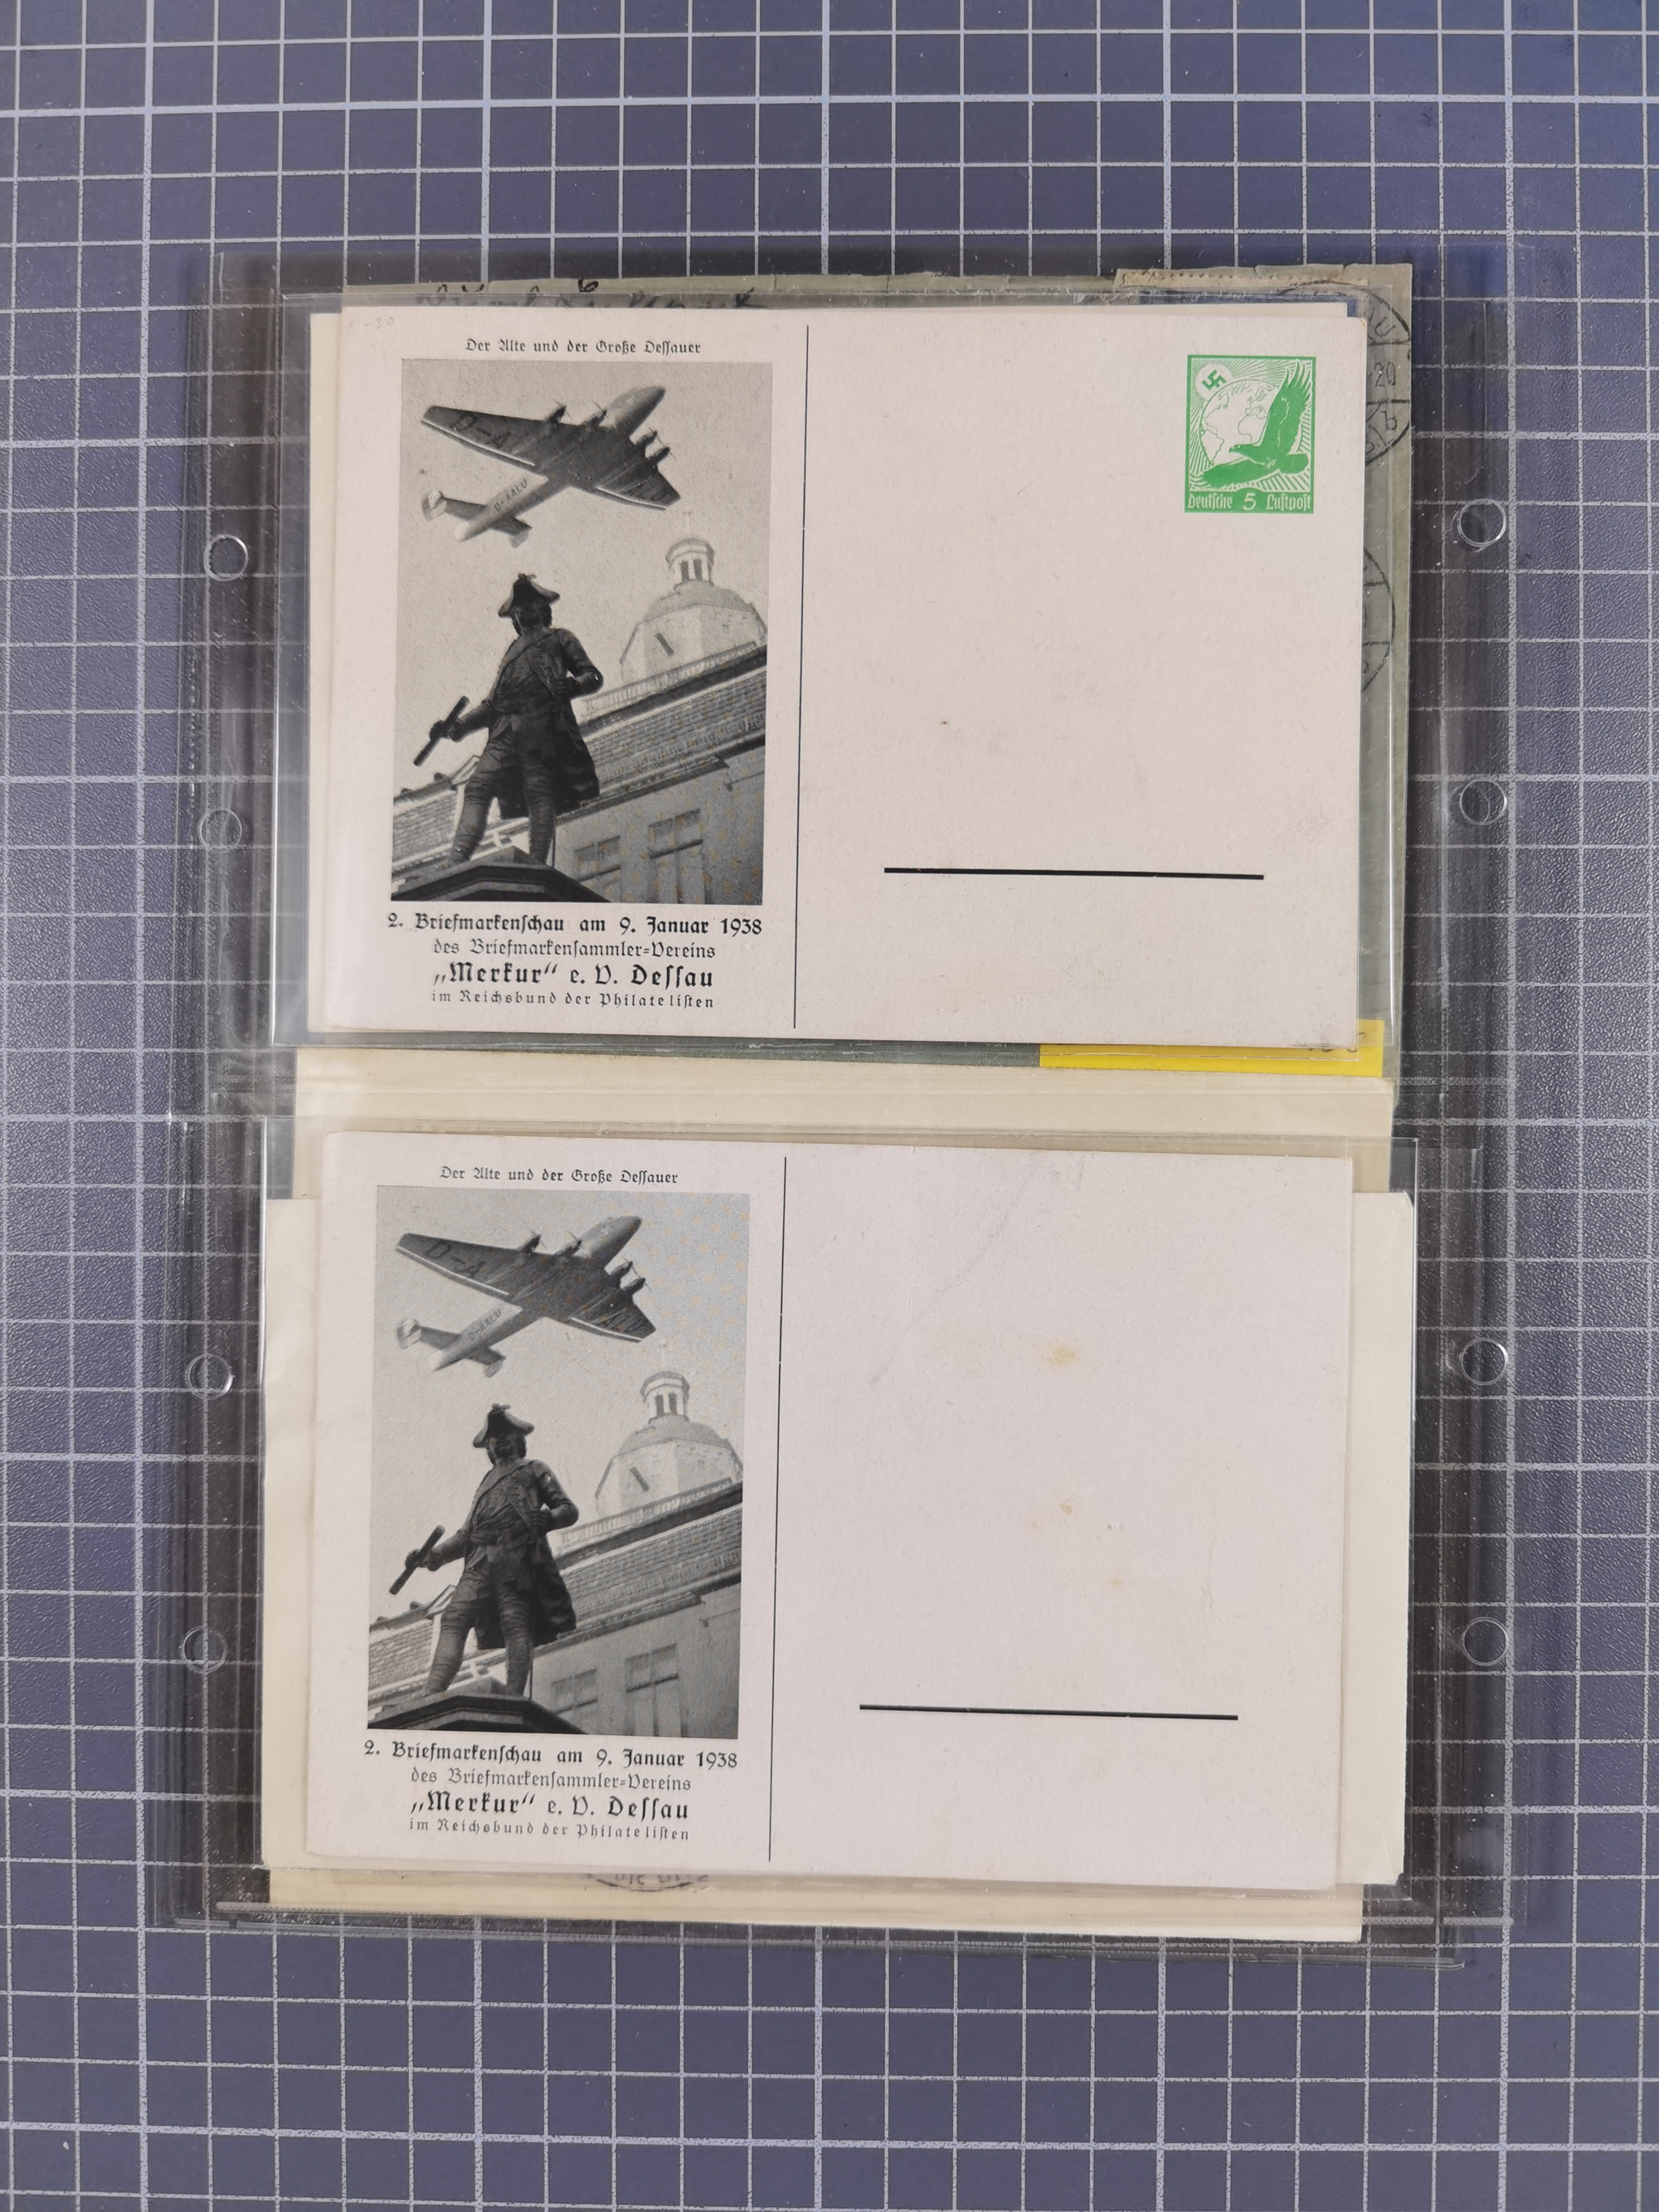 Der Alte und der Große Dessauer
D-A
D-AALU
Deutsche 5 Luftpost
2. Briefmarkenschau am 9. Januar 1938
des Briefmarkensammler=Vereins
„Merkur“ e. V. Dessau
im Reichsbund der Philatelisten
Der Alte und der Große Dessauer
D-A
D-AALU
2. Briefmarkenschau am 9. Januar 1938
des Briefmarkensammler=Vereins
„Merkur“ e. V. Dessau
im Reichsbund der Philatelisten